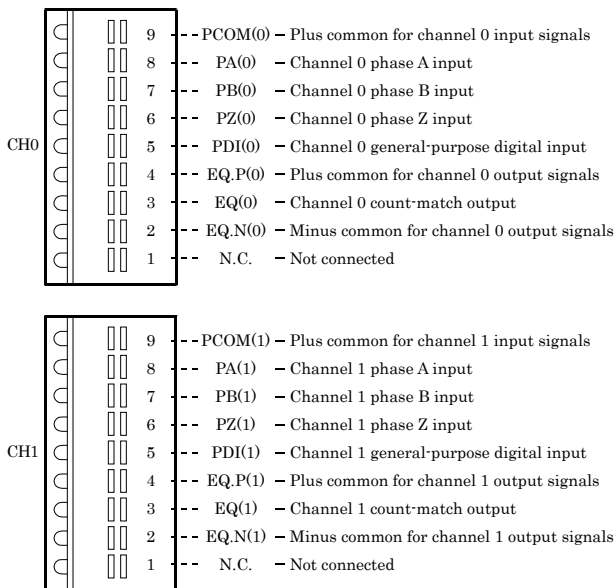 9 PCOM(0) – Plus common for channel 0 input signals
8 PA(0) – Channel 0 phase A input
7 PB(0) – Channel 0 phase B input
6 PZ(0) – Channel 0 phase Z input
CH0 5 PDI(0) – Channel 0 general-purpose digital input
4 EQ.P(0) – Plus common for channel 0 output signals
3 EQ(0) – Channel 0 count-match output
2 EQ.N(0) – Minus common for channel 0 output signals
1 N.C. – Not connected
9 PCOM(1) – Plus common for channel 1 input signals
8 PA(1) – Channel 1 phase A input
7 PB(1) – Channel 1 phase B input
6 PZ(1) – Channel 1 phase Z input
CH1 5 PDI(1) – Channel 1 general-purpose digital input
4 EQ.P(1) – Plus common for channel 1 output signals
3 EQ(1) – Channel 1 count-match output
2 EQ.N(1) – Minus common for channel 1 output signals
1 N.C. – Not connected